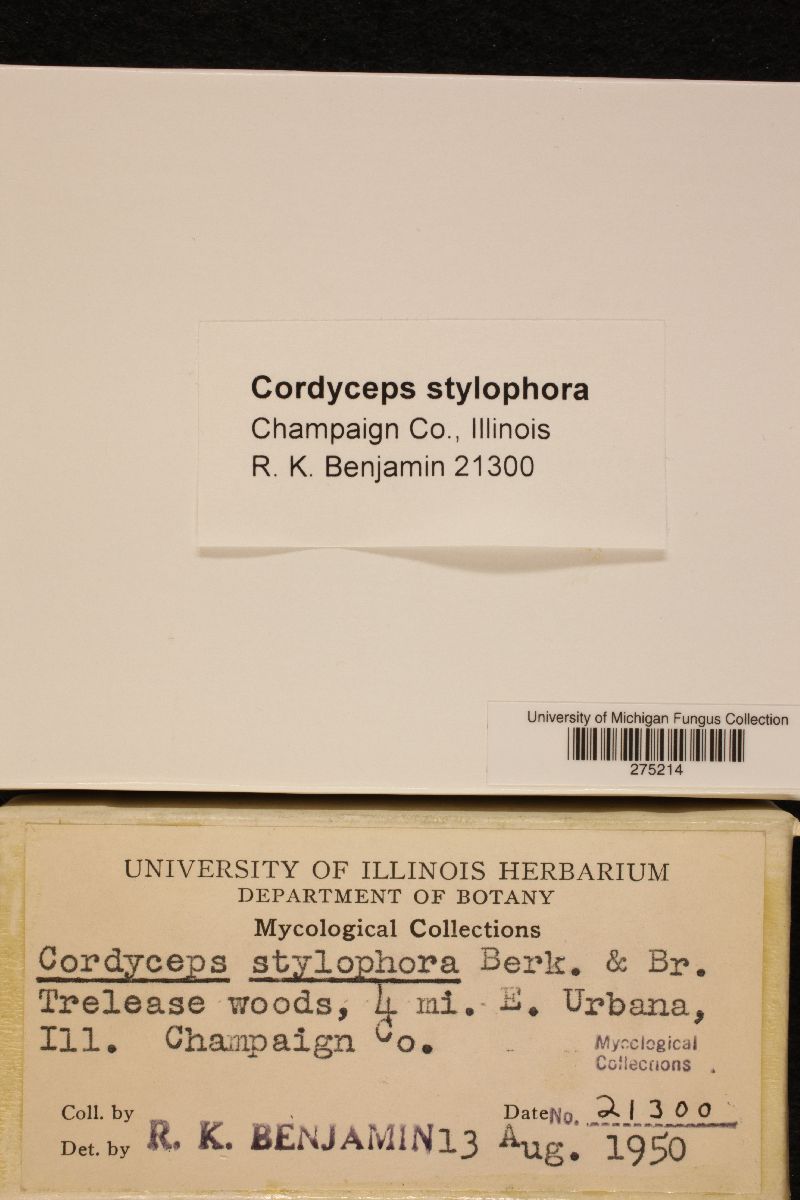 Cordyceps stylophora
Champaign Co., Illinois
R. K. Benjamin 21300
University of Michigan Fungus Collection
275214
UNIVERSITY OF ILLINOIS HERBARIUM
DEPARTMENT OF BOTANY
Mycological Collections
Cordyceps stylophora Berk. & Br.
Trelease woods, 4 mi. E. Urbana,
Ill. Champaign Co.
Mycological
Collections
Coll. by
Date No. 21300
Det. by R. K. BENJAMIN 13 Aug. 1950